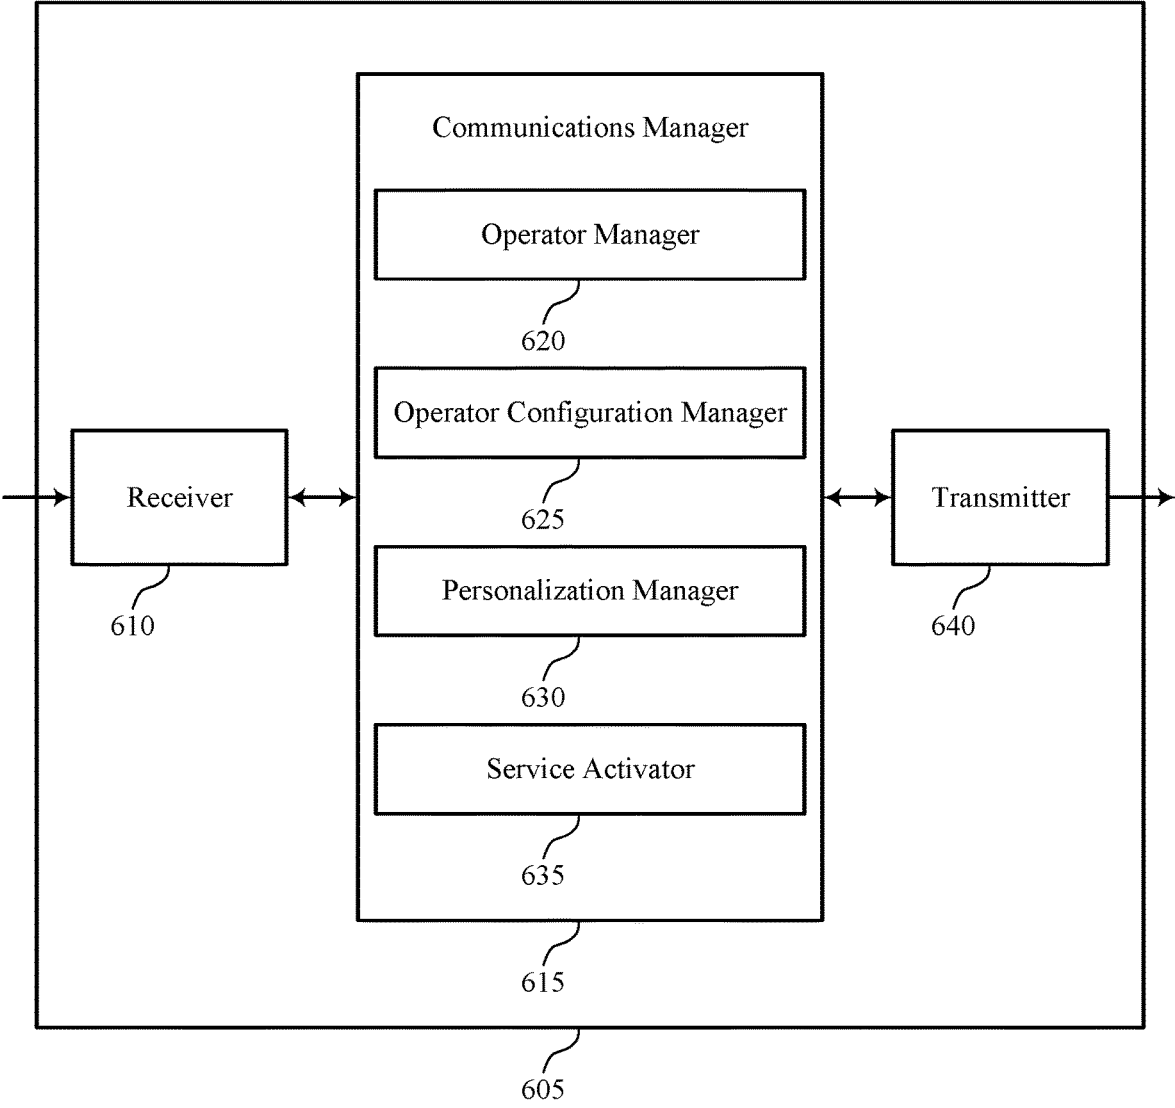 Communications Manager
Operator Manager
620
Operator Configuration Manager
625
Receiver
610
Personalization Manager
630
Service Activator
635
615
Transmitter
640
605